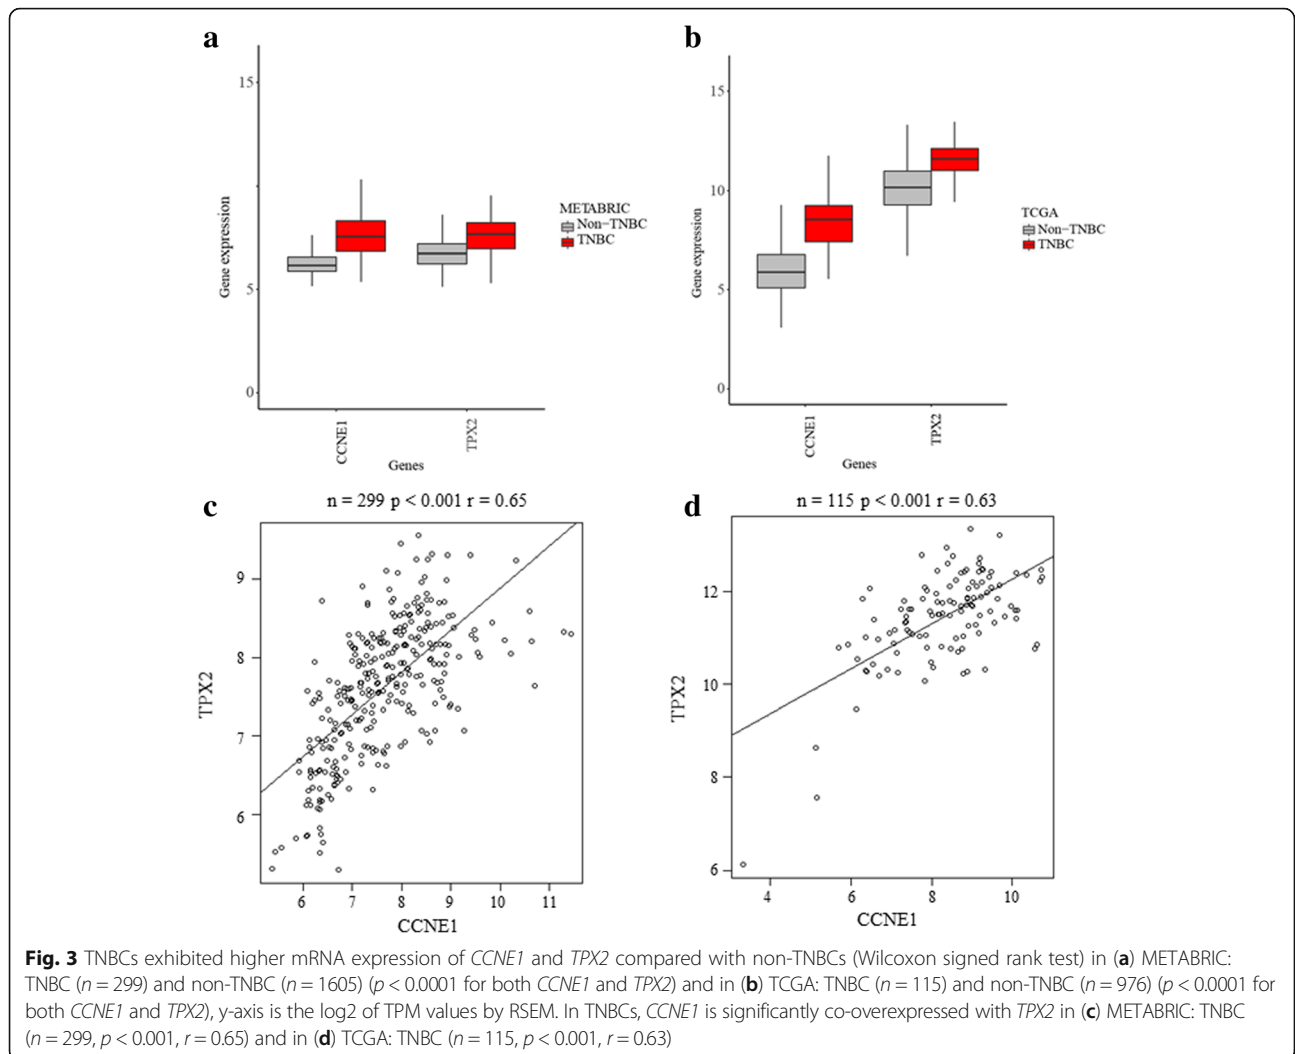 a
15
5
0
Gene expression
CCNE1
TPX2
Genes
METABRIC
Non-TNBC
TNBC
b
15
10
5
0
Gene expression
CCNE1
TPX2
Genes
TCGA
Non-TNBC
TNBC
c
n = 299 p < 0.001 r = 0.65
9
8
7
6
TPX2
6 7 8 9 10 11
CCNE1
d
n = 115 p < 0.001 r = 0.63
12
10
8
6
TPX2
4 6 8 10
CCNE1
Fig. 3 TNBCs exhibited higher mRNA expression of CCNE1 and TPX2 compared with non-TNBCs (Wilcoxon signed rank test) in (a) METABRIC:
TNBC (n = 299) and non-TNBC (n = 1605) (p < 0.0001 for both CCNE1 and TPX2) and in (b) TCGA: TNBC (n = 115) and non-TNBC (n = 976) (p < 0.0001 for
both CCNE1 and TPX2), y-axis is the log2 of TPM values by RSEM. In TNBCs, CCNE1 is significantly co-overexpressed with TPX2 in (c) METABRIC: TNBC
(n = 299, p < 0.001, r = 0.65) and in (d) TCGA: TNBC (n = 115, p < 0.001, r = 0.63)